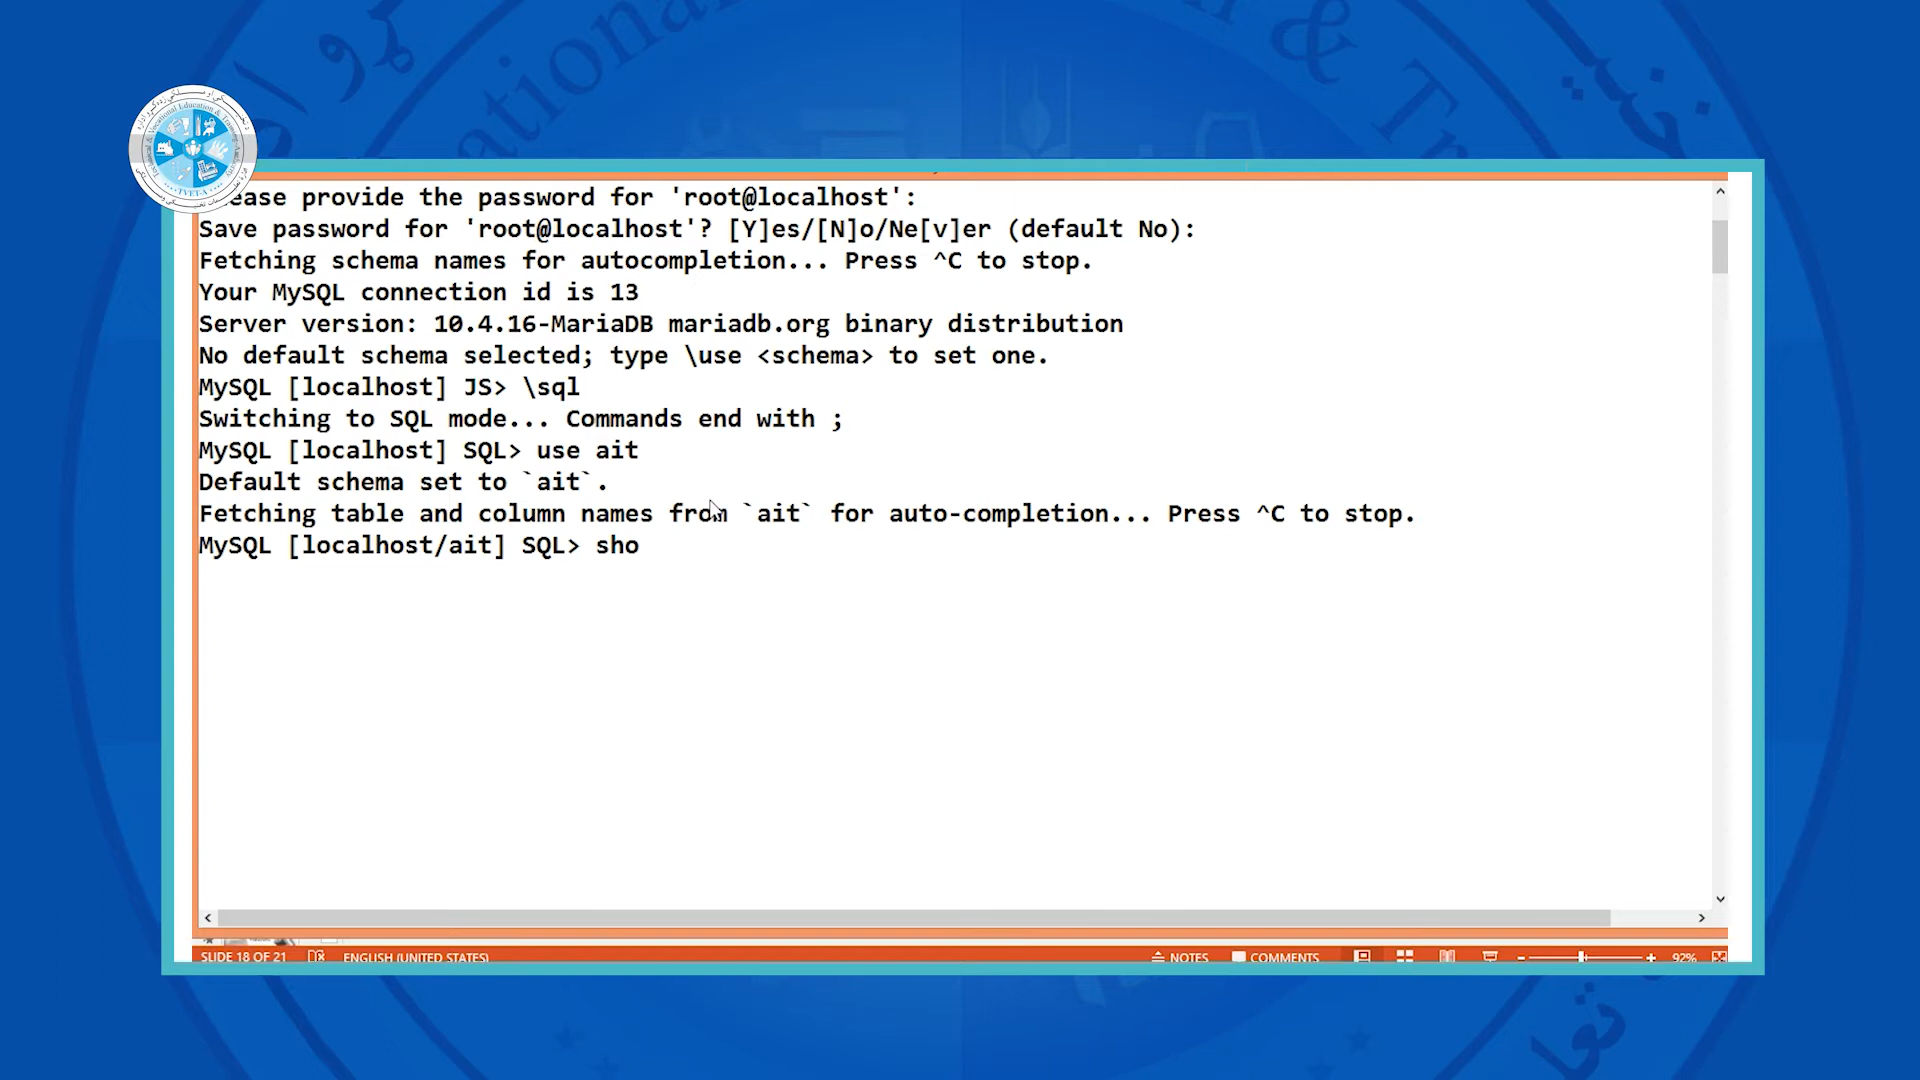 ease provide the password for 'root@localhost':
Save password for 'root@localhost'? [Y]es/[N]o/Ne[v]er (default No):
Fetching schema names for autocompletion... Press ^C to stop.
Your MySQL connection id is 13
Server version: 10.4.16-MariaDB mariadb.org binary distribution
No default schema selected; type \use <schema> to set one.
MySQL [localhost] JS> \sql
Switching to SQL mode... Commands end with ;
MySQL [localhost] SQL> use ait
Default schema set to `ait`.
Fetching table and column names from `ait` for auto-completion... Press ^C to stop.
MySQL [localhost/ait] SQL> sho
SLIDE 18 OF 21 ENGLISH (UNITED STATES) NOTES COMMENTS 92%
TVET-A